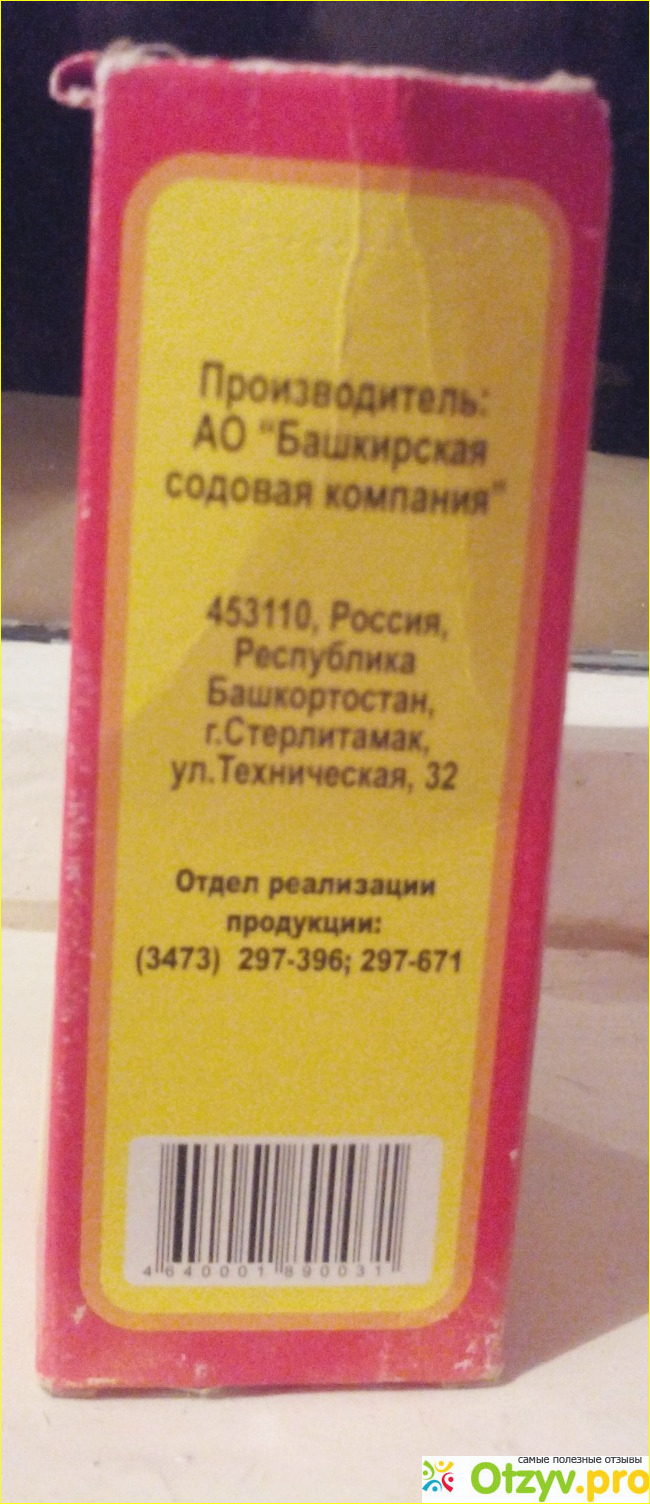 Производитель:
АО "Башкирская
содовая компания"
453110, Россия,
Республика
Башкортостан,
г.Стерлитамак,
ул.Техническая, 32
Отдел реализации
продукции:
(3473) 297-396; 297-671
4 640001 890031
самые полезные отзывы
Otzyv.pro